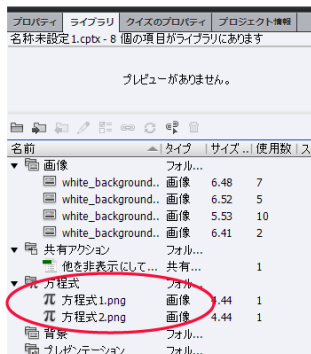 プロパティ ライブラリ クイズのプロパティ プロジェクト情報
名称未設定1.cptx - 8 個の項目がライブラリにあります
プレビューがありません。
名前 タイプ サイズ .. 使用数 ス
画像 フォル...
white_background.. 画像 6.48 7
white_background.. 画像 6.52 5
white_background.. 画像 5.53 10
white_background.. 画像 6.41 2
共有アクション フォル...
他を非表示にして... 共有... 1
方程式 フォル...
π 方程式1.png 画像 4.44 1
π 方程式2.png 画像 4.44 1
背景 フォル...
プレゼンテーション フォル...